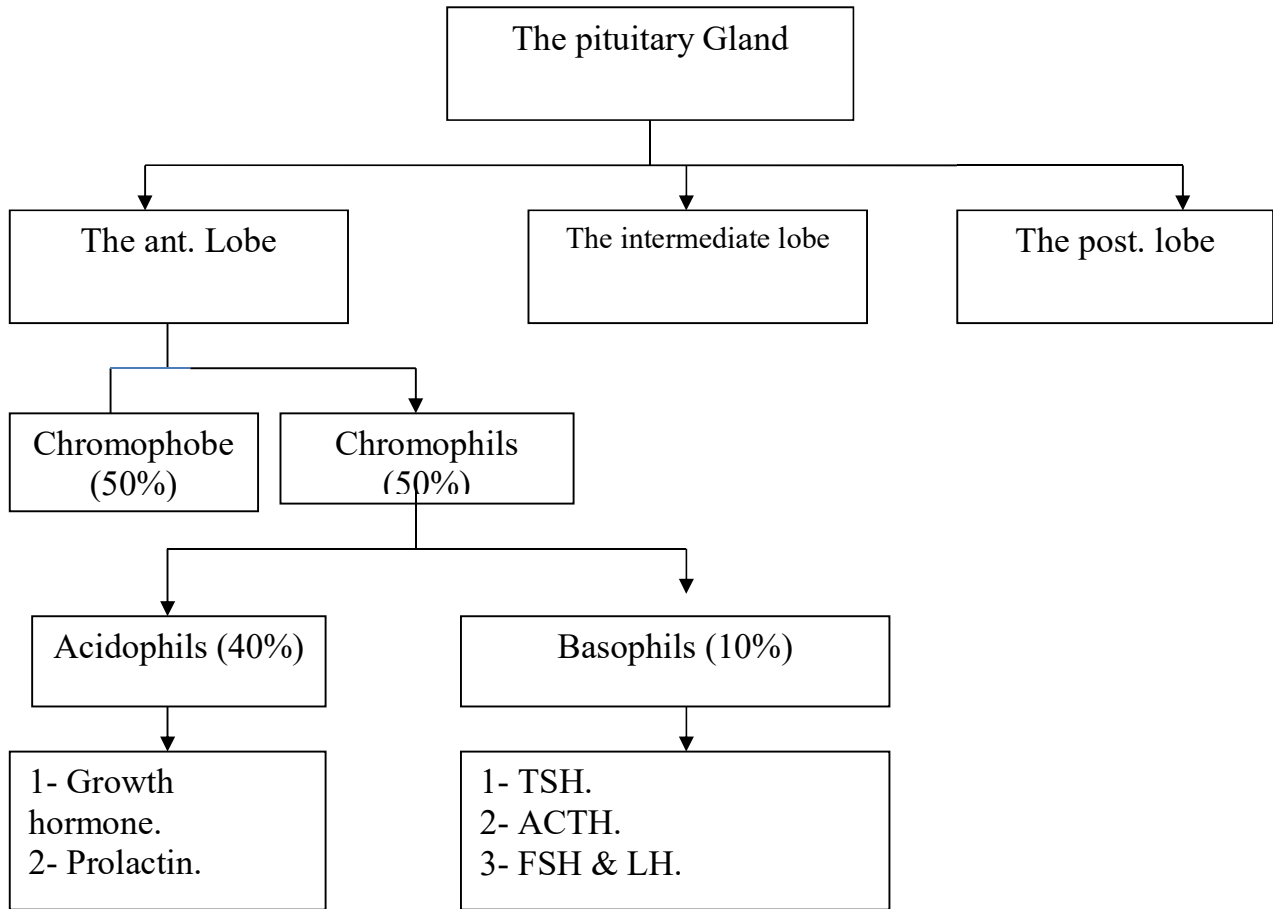 The pituitary Gland
The ant. Lobe
The intermediate lobe
The post. lobe
Chromophobe
(50%)
Chromophils
(50%)
Acidophils (40%)
Basophils (10%)
1- Growth
hormone.
2- Prolactin.
1- TSH.
2- ACTH.
3- FSH & LH.